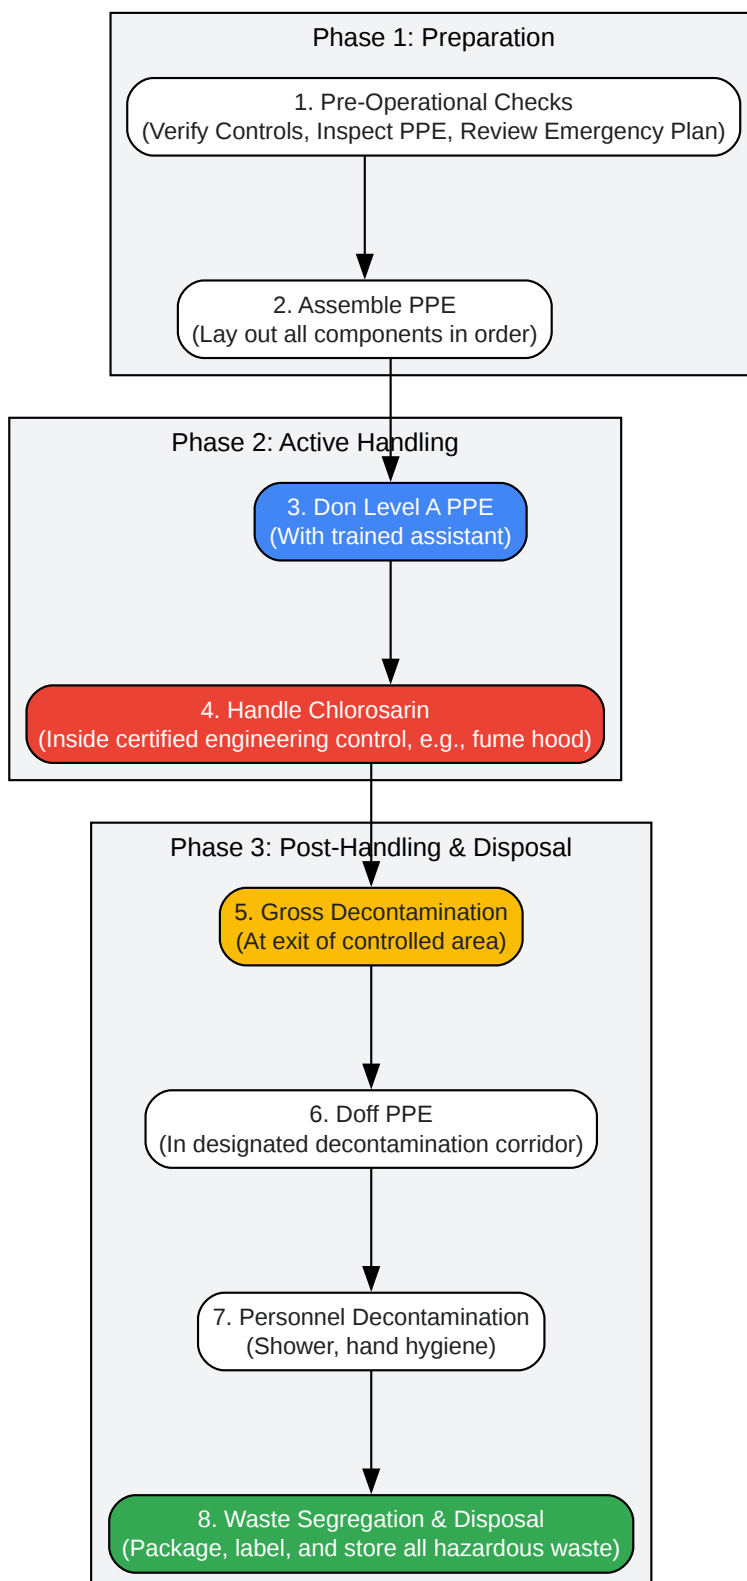 Phase 1: Preparation
1. Pre-Operational Checks
(Verify Controls, Inspect PPE, Review Emergency Plan)
2. Assemble PPE
(Lay out all components in order)
Phase 2: Active Handling
3. Don Level A PPE
(With trained assistant)
4. Handle Chlorosarin
(Inside certified engineering control, e.g., fume hood)
Phase 3: Post-Handling & Disposal
5. Gross Decontamination
(At exit of controlled area)
6. Doff PPE
(In designated decontamination corridor)
7. Personnel Decontamination
(Shower, hand hygiene)
8. Waste Segregation & Disposal
(Package, label, and store all hazardous waste)